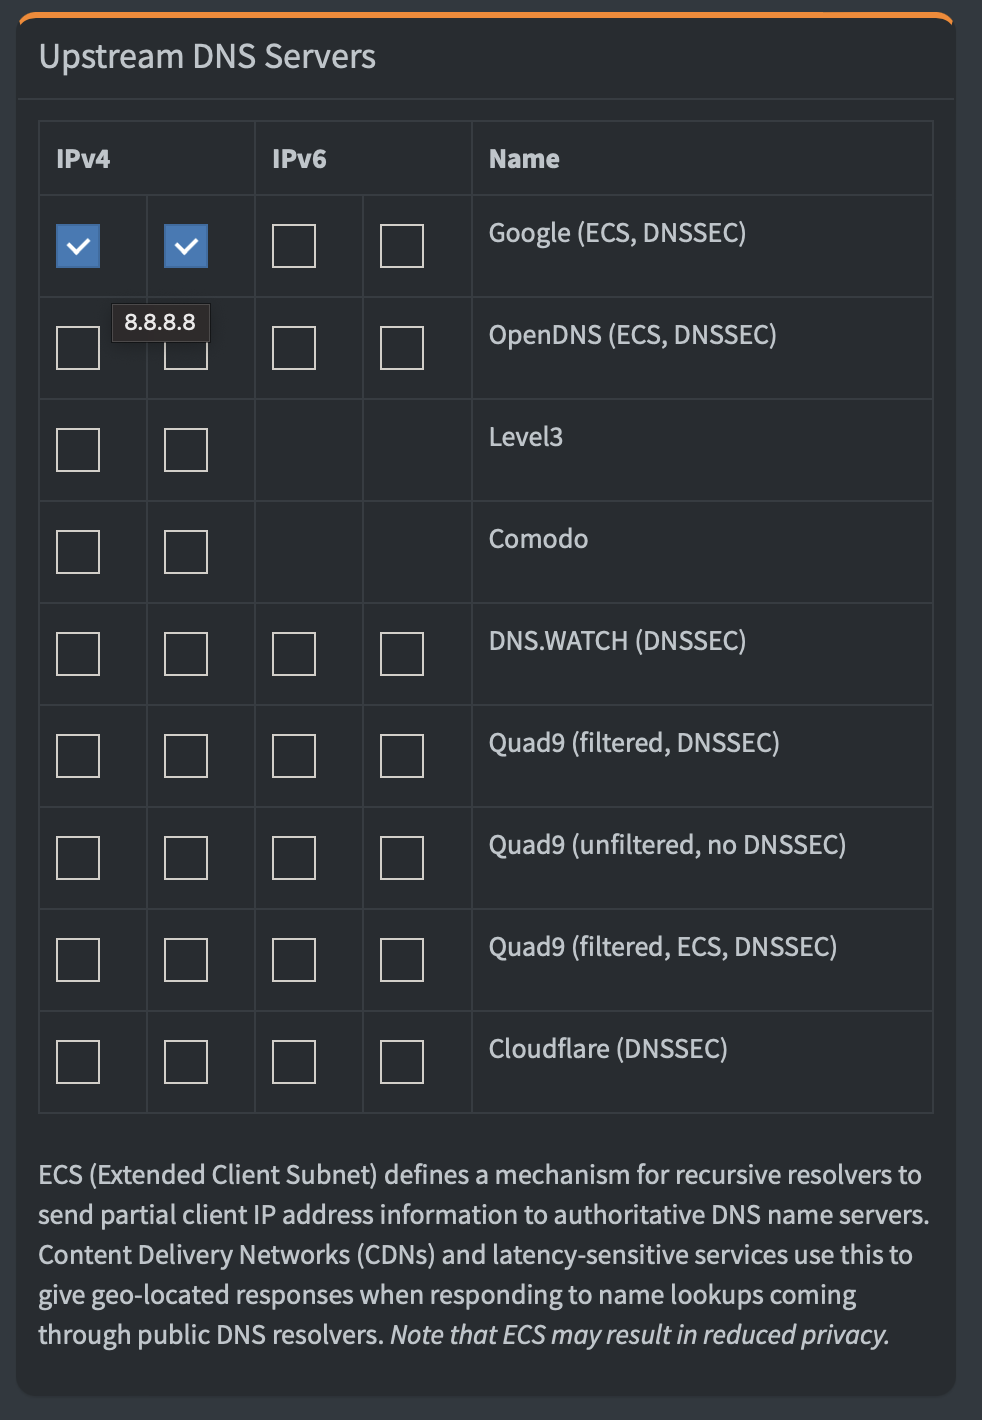 Upstream DNS Servers
IPv4 IPv6 Name
Google (ECS, DNSSEC)
8.8.8.8
OpenDNS (ECS, DNSSEC)
Level3
Comodo
DNS.WATCH (DNSSEC)
Quad9 (filtered, DNSSEC)
Quad9 (unfiltered, no DNSSEC)
Quad9 (filtered, ECS, DNSSEC)
Cloudflare (DNSSEC)
ECS (Extended Client Subnet) defines a mechanism for recursive resolvers to
send partial client IP address information to authoritative DNS name servers.
Content Delivery Networks (CDNs) and latency-sensitive services use this to
give geo-located responses when responding to name lookups coming
through public DNS resolvers. Note that ECS may result in reduced privacy.